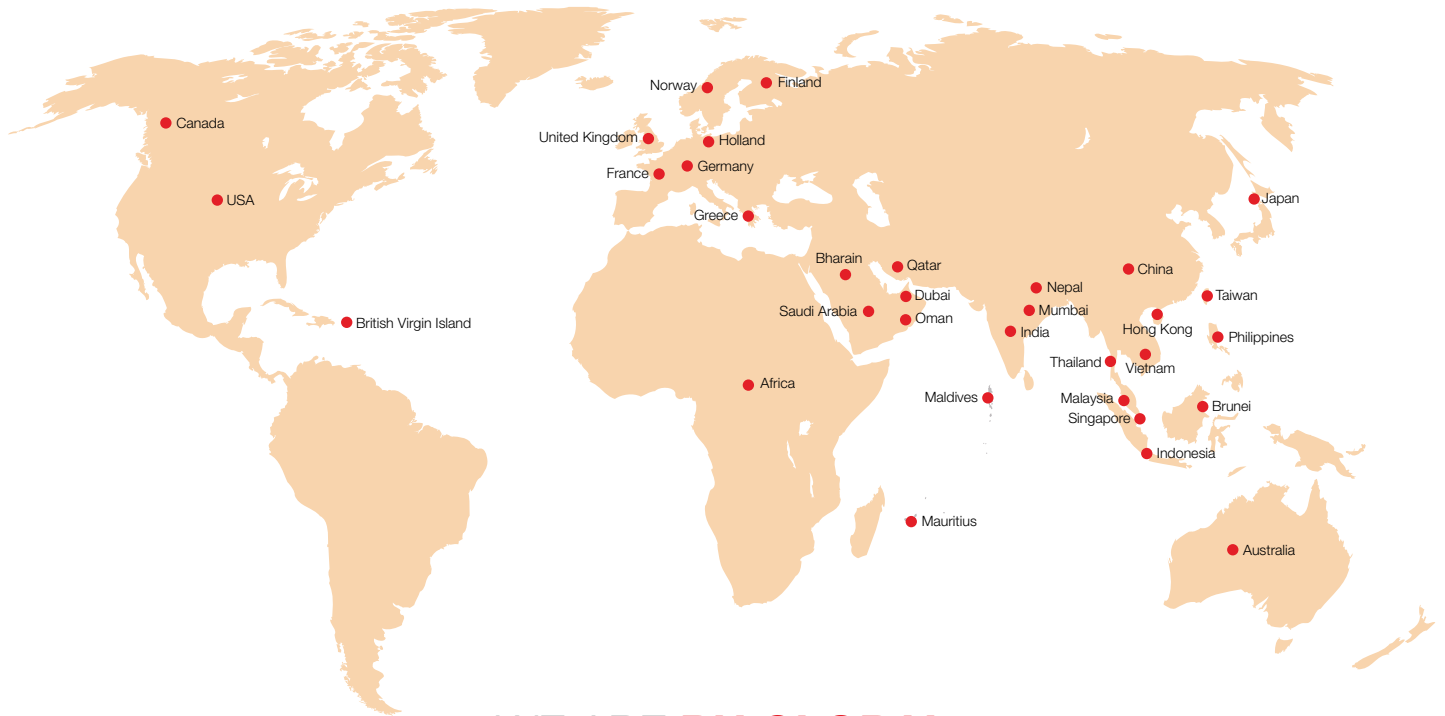 Norway
Finland
Canada
United Kingdom
Holland
France
Germany
USA
Japan
Greece
Bharain
Qatar
China
Nepal
Dubai
Taiwan
Saudi Arabia
Mumbai
Oman
British Virgin Island
India
Hong Kong
Philippines
Thailand
Vietnam
Africa
Maldives
Malaysia
Brunei
Singapore
Indonesia
Mauritius
Australia